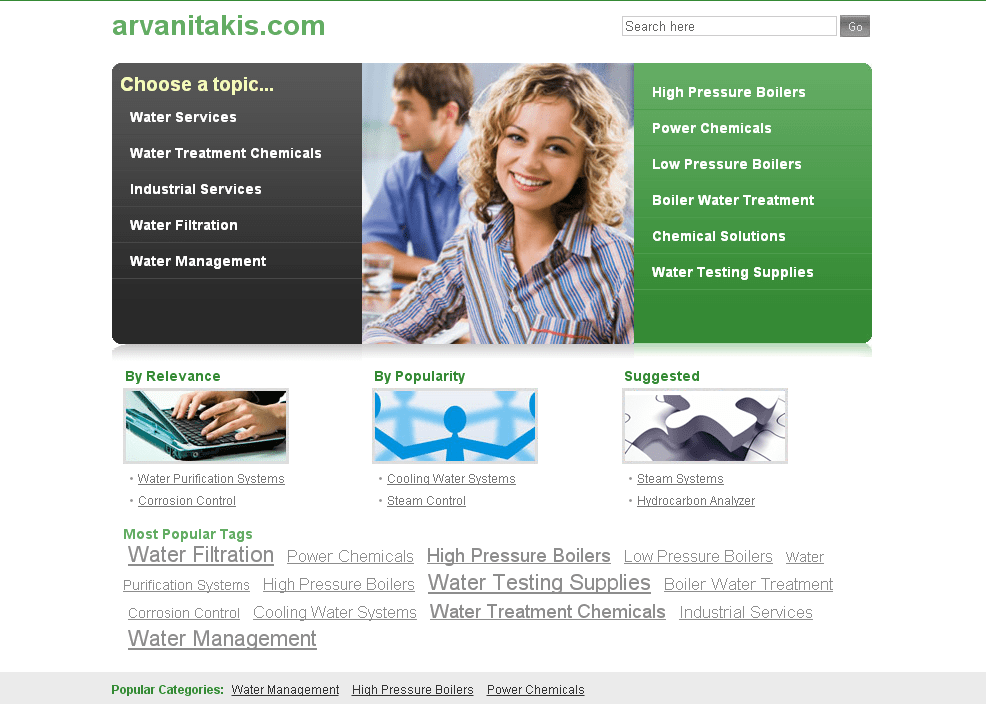 arvanitakis.com
Search here
Go
Choose a topic...
Water Services
Water Treatment Chemicals
Industrial Services
Water Filtration
Water Management
High Pressure Boilers
Power Chemicals
Low Pressure Boilers
Boiler Water Treatment
Chemical Solutions
Water Testing Supplies
By Relevance
Water Purification Systems
Corrosion Control
By Popularity
Cooling Water Systems
Steam Control
Suggested
Steam Systems
Hydrocarbon Analyzer
Most Popular Tags
Water Filtration Power Chemicals High Pressure Boilers Low Pressure Boilers Water
Purification Systems High Pressure Boilers Water Testing Supplies Boiler Water Treatment
Corrosion Control Cooling Water Systems Water Treatment Chemicals Industrial Services
Water Management
Popular Categories: Water Management High Pressure Boilers Power Chemicals